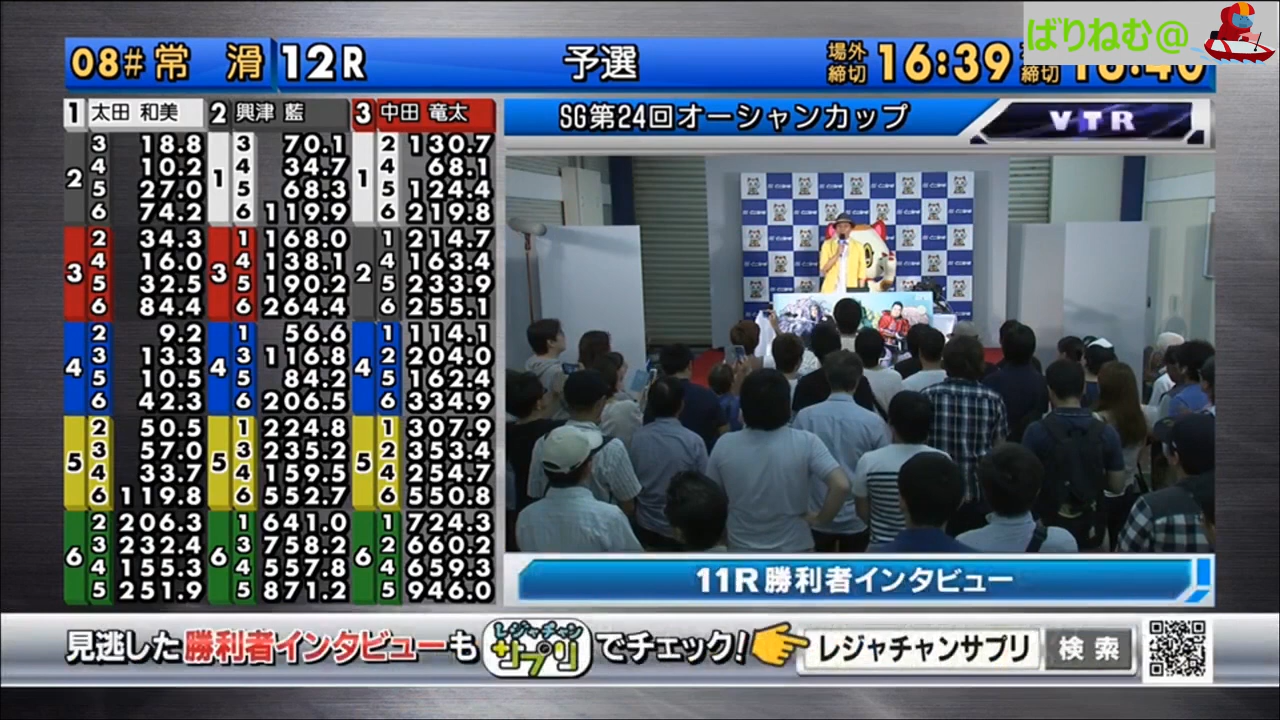 ばりねむ@
08# 常 滑 12R 予選 場外締切 16:39 締切 16:40
1 太田 和美 2 興津 藍 3 中田 竜太
SG第24回オーシャンカップ VTR
2 3 18.8 1 3 70.1 1 2 130.7
4 10.2 4 34.7 4 68.1
5 27.0 5 68.3 5 124.4
6 74.2 6 119.9 6 219.8
3 2 34.3 3 1 168.0 2 1 214.7
4 16.0 4 138.1 4 163.4
5 32.5 5 190.2 5 233.9
6 84.4 6 264.4 6 255.1
4 2 9.2 4 1 56.6 4 1 114.1
3 13.3 3 116.8 2 204.0
5 10.5 5 84.2 5 162.4
6 42.3 6 206.5 6 334.9
5 2 50.5 5 1 224.8 5 1 307.9
3 57.0 3 235.2 2 353.4
4 33.7 4 159.5 4 254.7
6 119.8 6 552.7 6 550.8
6 2 206.3 6 1 641.0 6 1 724.3
3 232.4 3 758.2 2 660.2
4 155.3 4 557.8 4 659.3
5 251.9 5 871.2 5 946.0
11R勝利者インタビュー
見逃した勝利者インタビューも レジャチャンサプリ でチェック! レジャチャンサプリ 検索